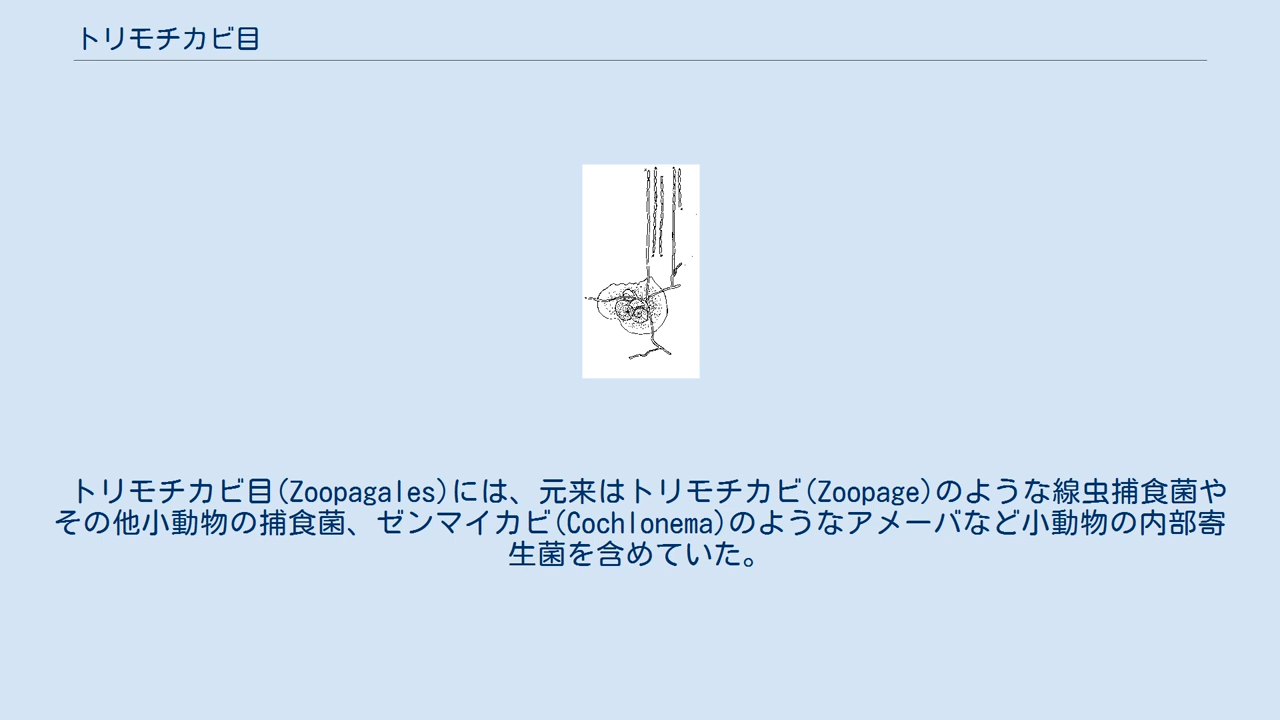 トリモチカビ目
トリモチカビ目(Zoopagales)には、元来はトリモチカビ(Zoopage)のような線虫捕食菌や
その他小動物の捕食菌、ゼンマイカビ(Cochlonema)のようなアメーバなど小動物の内部寄
生菌を含めていた。